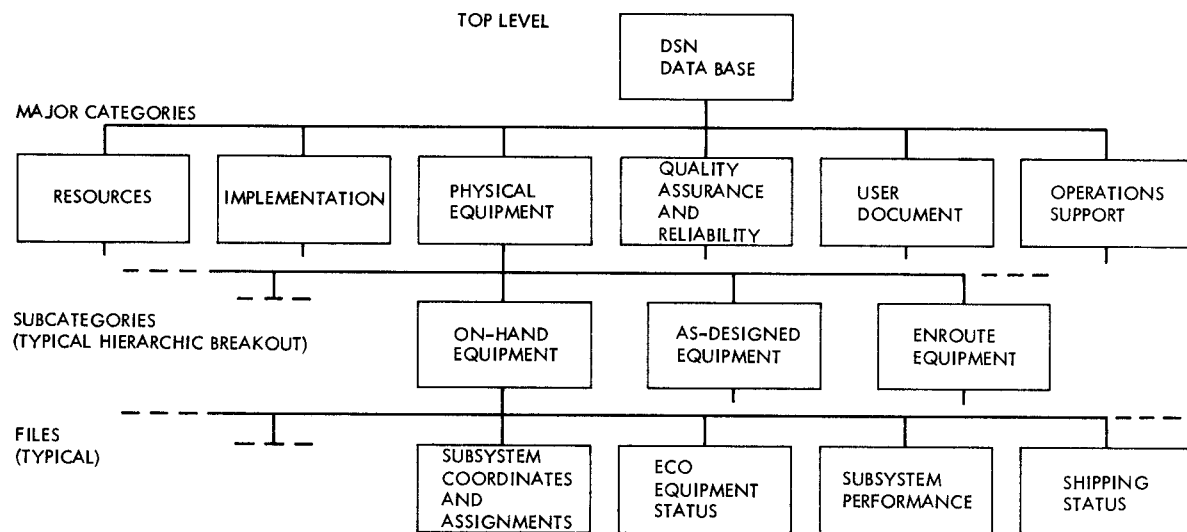 TOP LEVEL
DSN
DATA BASE
MAJOR CATEGORIES
RESOURCES
IMPLEMENTATION
PHYSICAL
EQUIPMENT
QUALITY
ASSURANCE
AND
RELIABILITY
USER
DOCUMENT
OPERATIONS
SUPPORT
SUBCATEGORIES
(TYPICAL HIERARCHIC BREAKOUT)
ON-HAND
EQUIPMENT
AS-DESIGNED
EQUIPMENT
ENROUTE
EQUIPMENT
FILES
(TYPICAL)
SUBSYSTEM
COORDINATES
AND
ASSIGNMENTS
ECO
EQUIPMENT
STATUS
SUBSYSTEM
PERFORMANCE
SHIPPING
STATUS